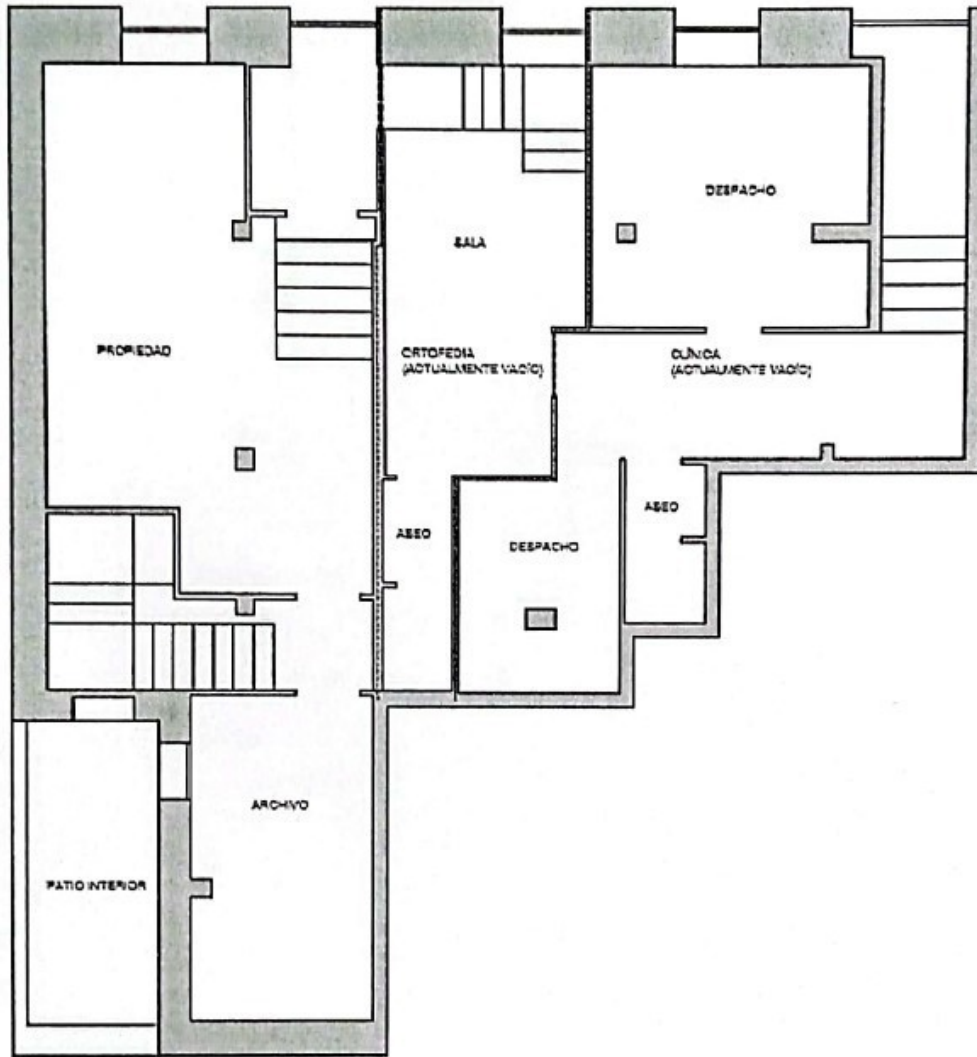 DESPACHO
SALA
PROPIEDAD
ORTOPEDIA
(ACTUALMENTE VACÍO)
CLÍNICA
(ACTUALMENTE VACÍO)
ASEO
ASEO
DESPACHO
ARCHIVO
PATIO INTERIOR